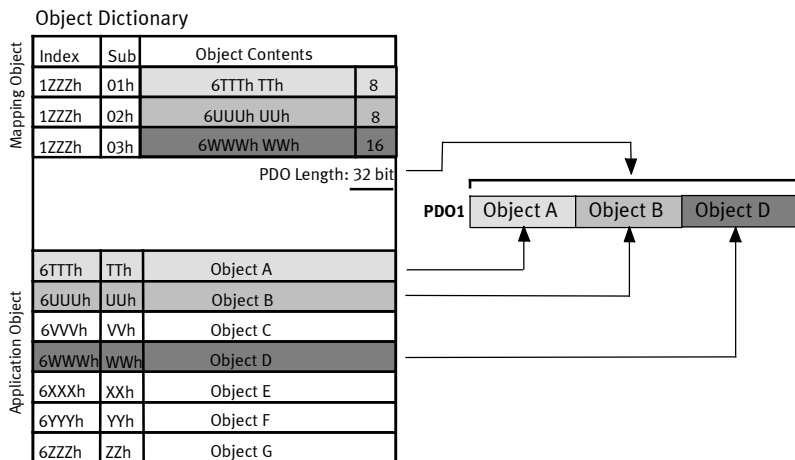 Object Dictionary
Mapping Object
Index Sub Object Contents
1ZZZh 01h 6TTTh TTh 8
1ZZZh 02h 6UUUh UUh 8
1ZZZh 03h 6WWWh WWh 16
PDO Length: 32 bit
PDO1 Object A Object B Object D
Application Object
6TTTh TTh Object A
6UUUh UUh Object B
6VVVh VVh Object C
6WWWh WWh Object D
6XXXh XXh Object E
6YYYh YYh Object F
6ZZZh ZZh Object G